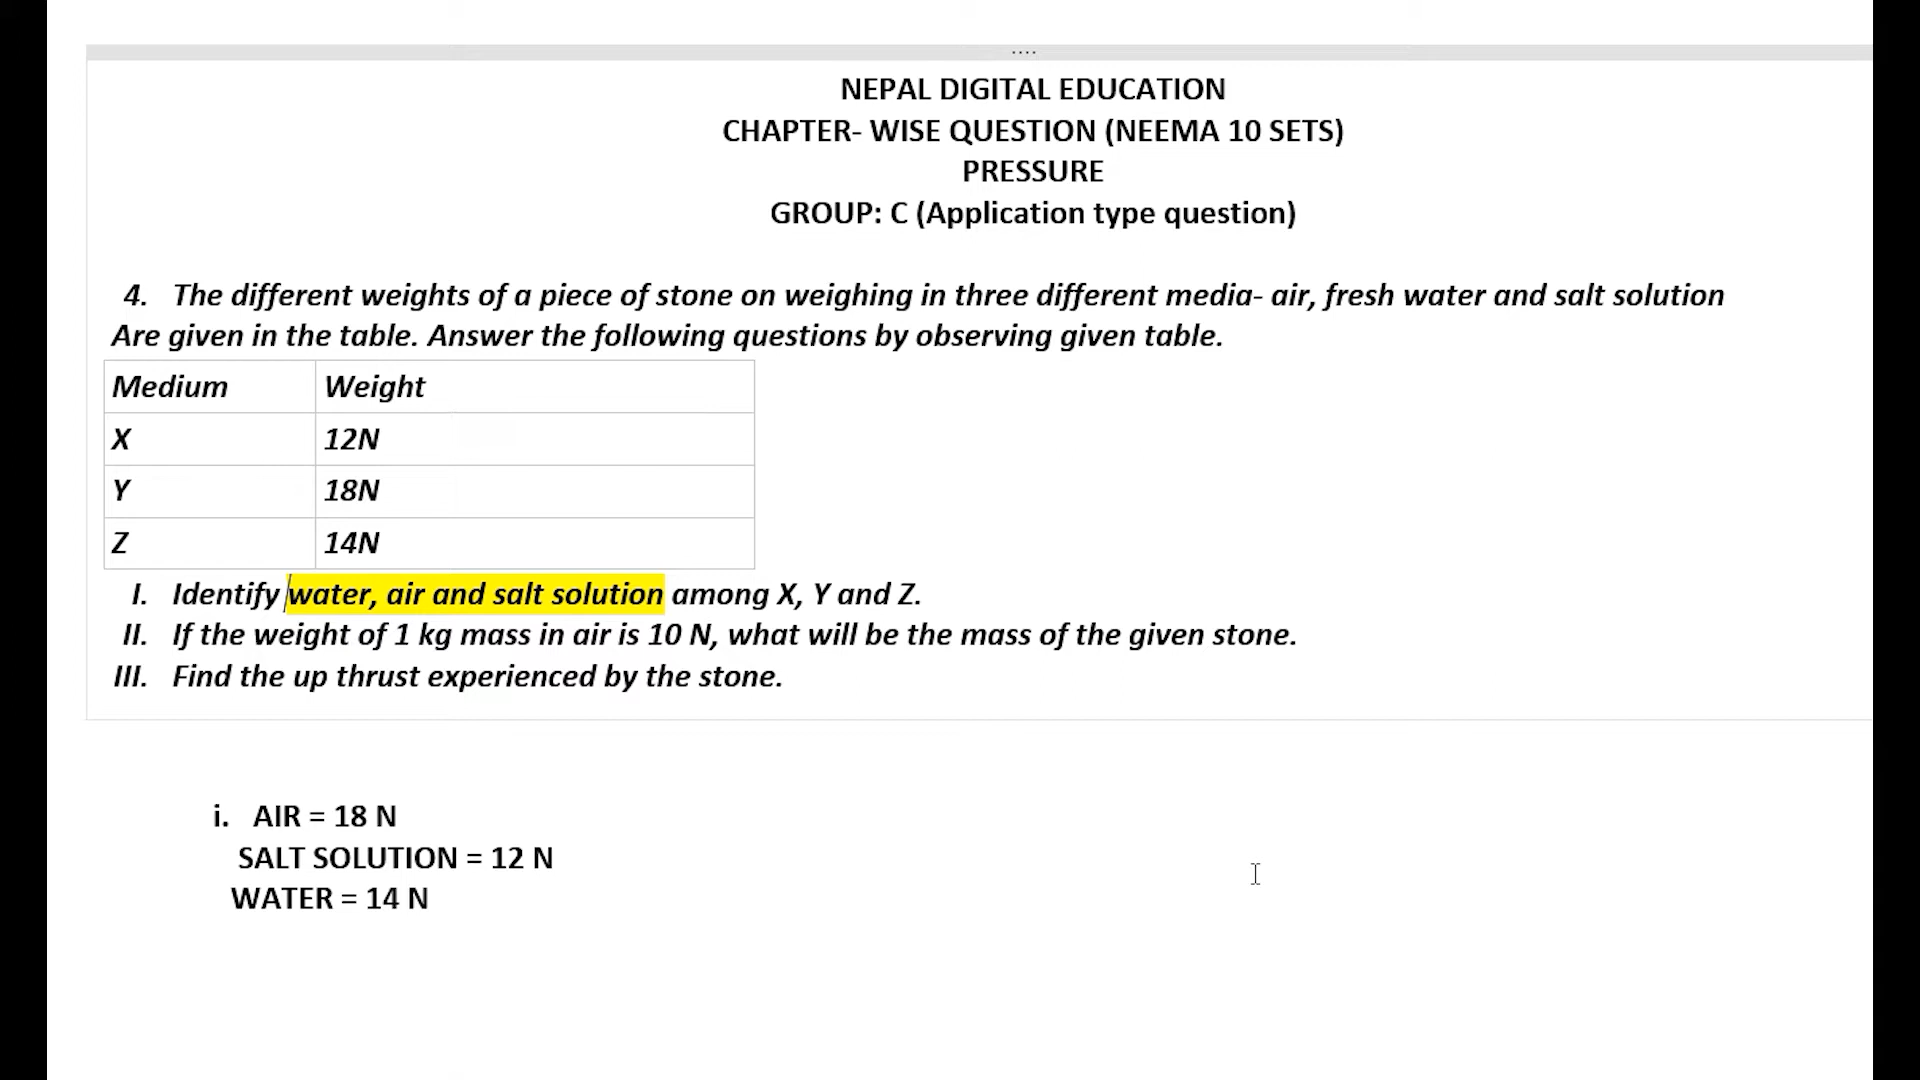 NEPAL DIGITAL EDUCATION
CHAPTER- WISE QUESTION (NEEMA 10 SETS)
PRESSURE
GROUP: C (Application type question)
4. The different weights of a piece of stone on weighing in three different media- air, fresh water and salt solution
Are given in the table. Answer the following questions by observing given table.
Medium Weight
X 12N
Y 18N
Z 14N
I. Identify water, air and salt solution among X, Y and Z.
II. If the weight of 1 kg mass in air is 10 N, what will be the mass of the given stone.
III. Find the up thrust experienced by the stone.
i. AIR = 18 N
SALT SOLUTION = 12 N
WATER = 14 N